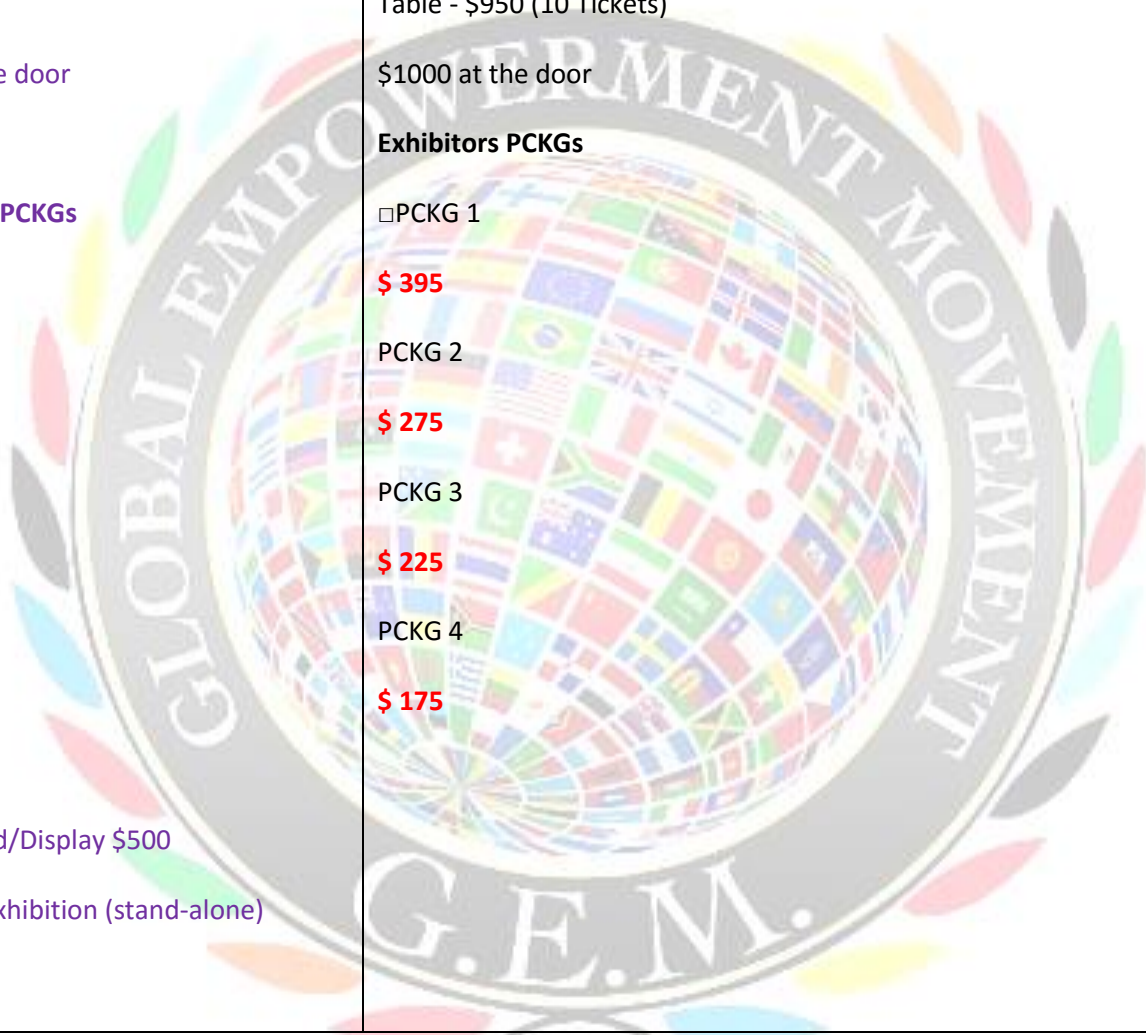 e door
PCKGs
d/Display $500
xhibition (stand-alone)
Table - $950 (10 Tickets)
$1000 at the door
Exhibitors PCKGs
□PCKG 1
$ 395
PCKG 2
$ 275
PCKG 3
$ 225
PCKG 4
$ 175
GLOBAL EMPOWERMENT MOVEMENT
G.E.M.